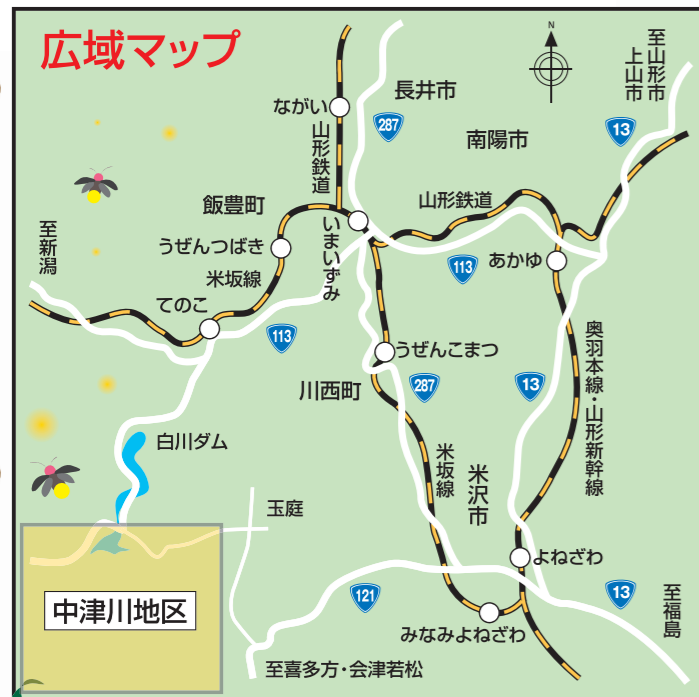 広域マップ
N
至山形市
上山市
長井市
ながい
287
13
南陽市
山形鉄道
山形鉄道
飯豊町
至新潟
うぜんつばき
いまいずみ
113
あかゆ
米坂線
てのこ
113
うぜんこまつ
奥羽本線・山形新幹線
川西町
287
13
白川ダム
米坂線
米沢市
玉庭
よねざわ
中津川地区
121
13
至福島
みなみよねざわ
至喜多方・会津若松